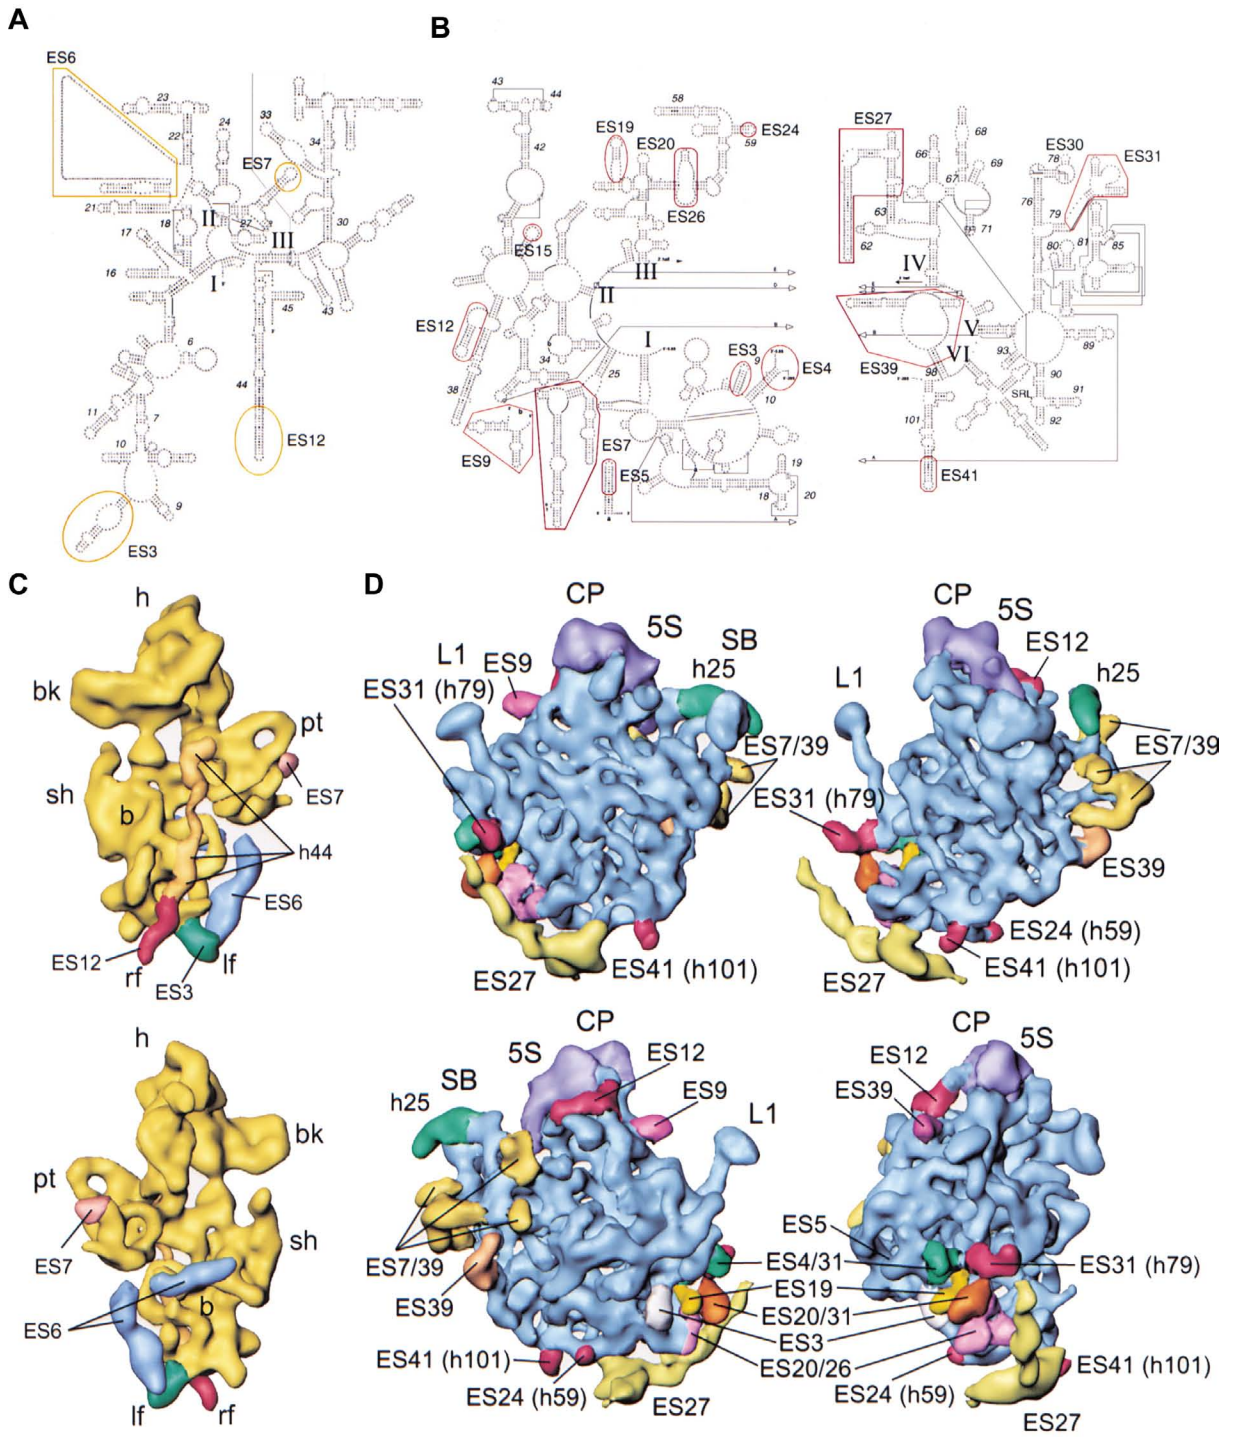 A
B
ES6
23
22
24
33
34
ES7
21
18
II
27
III
30
17
16
I
45
43
6
44
11
7
10
ES12
9
ES3
43
44
58
ES19
ES20
ES24
59
42
ES26
ES15
III
II
ES12
I
34
25
ES3
9
ES4
38
10
ES9
ES7
ES5
19
18
20
ES27
68
66
ES30
78
ES31
69
67
76
63
79
71
62
80
81
85
IV
V
VI
93
89
ES39
98
90
SRL
91
101
92
ES41
C
h
bk
pt
sh
b
ES7
h44
ES6
ES12
rf
lf
ES3
h
bk
pt
sh
ES7
b
ES6
lf
rf
D
CP
5S
SB
L1
ES9
h25
ES31 (h79)
ES7/39
ES27
ES41 (h101)
CP
5S
ES12
L1
h25
ES7/39
ES31 (h79)
ES39
ES24 (h59)
ES41 (h101)
ES27
CP
5S
ES12
SB
h25
ES9
L1
ES7/39
ES39
ES41 (h101)
ES24 (h59)
ES27
CP
5S
ES12
ES39
ES5
ES4/31
ES31 (h79)
ES19
ES20/31
ES3
ES20/26
ES41 (h101)
ES24 (h59)
ES27